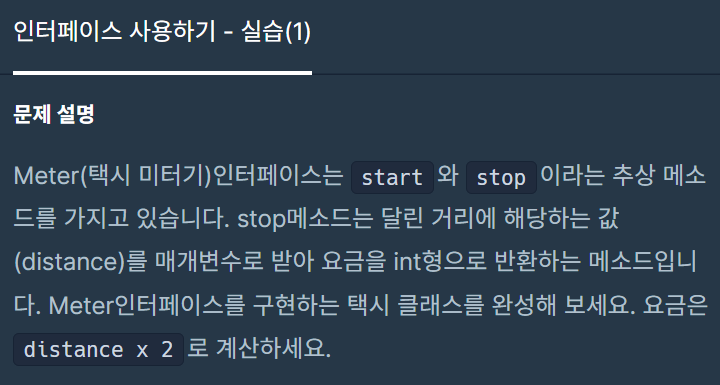 인터페이스 사용하기 - 실습(1)
문제 설명
Meter(택시 미터기)인터페이스는 start 와 stop 이라는 추상 메소
드를 가지고 있습니다. stop메소드는 달린 거리에 해당하는 값
(distance)를 매개변수로 받아 요금을 int형으로 반환하는 메소드입니
다. Meter인터페이스를 구현하는 택시 클래스를 완성해 보세요. 요금은
distance x 2 로 계산하세요.